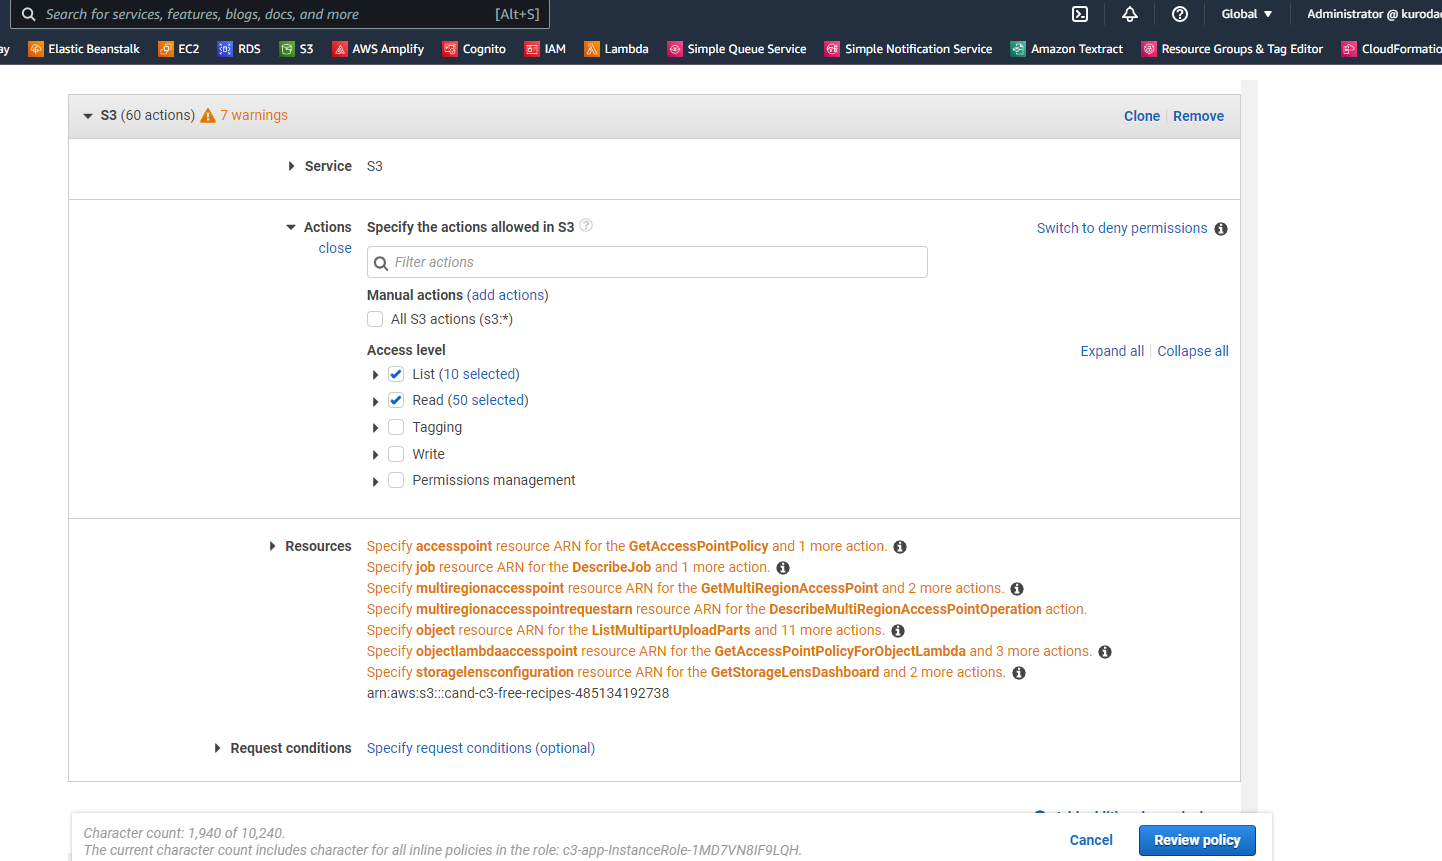 Search for services, features, blogs, docs, and more [Alt+S] Global Administrator @ kurodac
ay Elastic Beanstalk EC2 RDS S3 AWS Amplify Cognito IAM Lambda Simple Queue Service Simple Notification Service Amazon Textract Resource Groups & Tag Editor CloudFormatio
S3 (60 actions) 7 warnings Clone Remove
Service S3
Actions Specify the actions allowed in S3 Switch to deny permissions
close
Filter actions
Manual actions (add actions)
All S3 actions (s3:*)
Access level Expand all Collapse all
List (10 selected)
Read (50 selected)
Tagging
Write
Permissions management
Resources Specify accesspoint resource ARN for the GetAccessPointPolicy and 1 more action.
Specify job resource ARN for the DescribeJob and 1 more action.
Specify multiregionaccesspoint resource ARN for the GetMultiRegionAccessPoint and 2 more actions.
Specify multiregionaccesspointrequestarn resource ARN for the DescribeMultiRegionAccessPointOperation action.
Specify object resource ARN for the ListMultipartUploadParts and 11 more actions.
Specify objectlambdaaccesspoint resource ARN for the GetAccessPointPolicyForObjectLambda and 3 more actions.
Specify storagelensconfiguration resource ARN for the GetStorageLensDashboard and 2 more actions.
arn:aws:s3:::cand-c3-free-recipes-485134192738
Request conditions Specify request conditions (optional)
Character count: 1,940 of 10,240.
The current character count includes character for all inline policies in the role: c3-app-InstanceRole-1MD7VN8IF9LQH.
Cancel Review policy